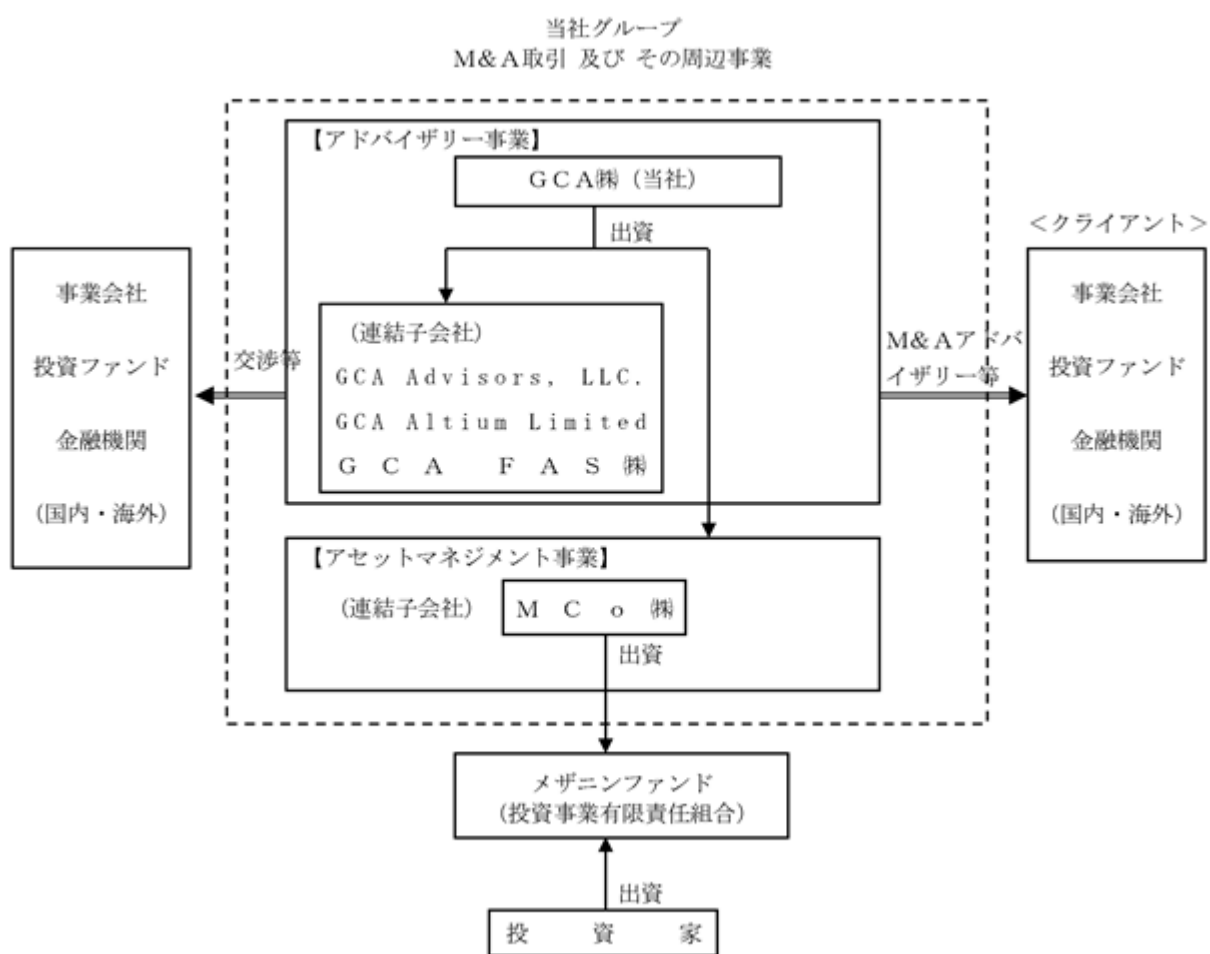 当社グループ
M&A取引 及び その周辺事業
【アドバイザリー事業】
GCA㈱（当社）
出資
（連結子会社）
GCA Advisors, LLC.
GCA Altium Limited
GCA FAS㈱
事業会社
投資ファンド
金融機関
（国内・海外）
交渉等
M&Aアドバ
イザリー等
＜クライアント＞
事業会社
投資ファンド
金融機関
（国内・海外）
【アセットマネジメント事業】
（連結子会社）
MCo㈱
出資
メザニンファンド
（投資事業有限責任組合）
出資
投資家